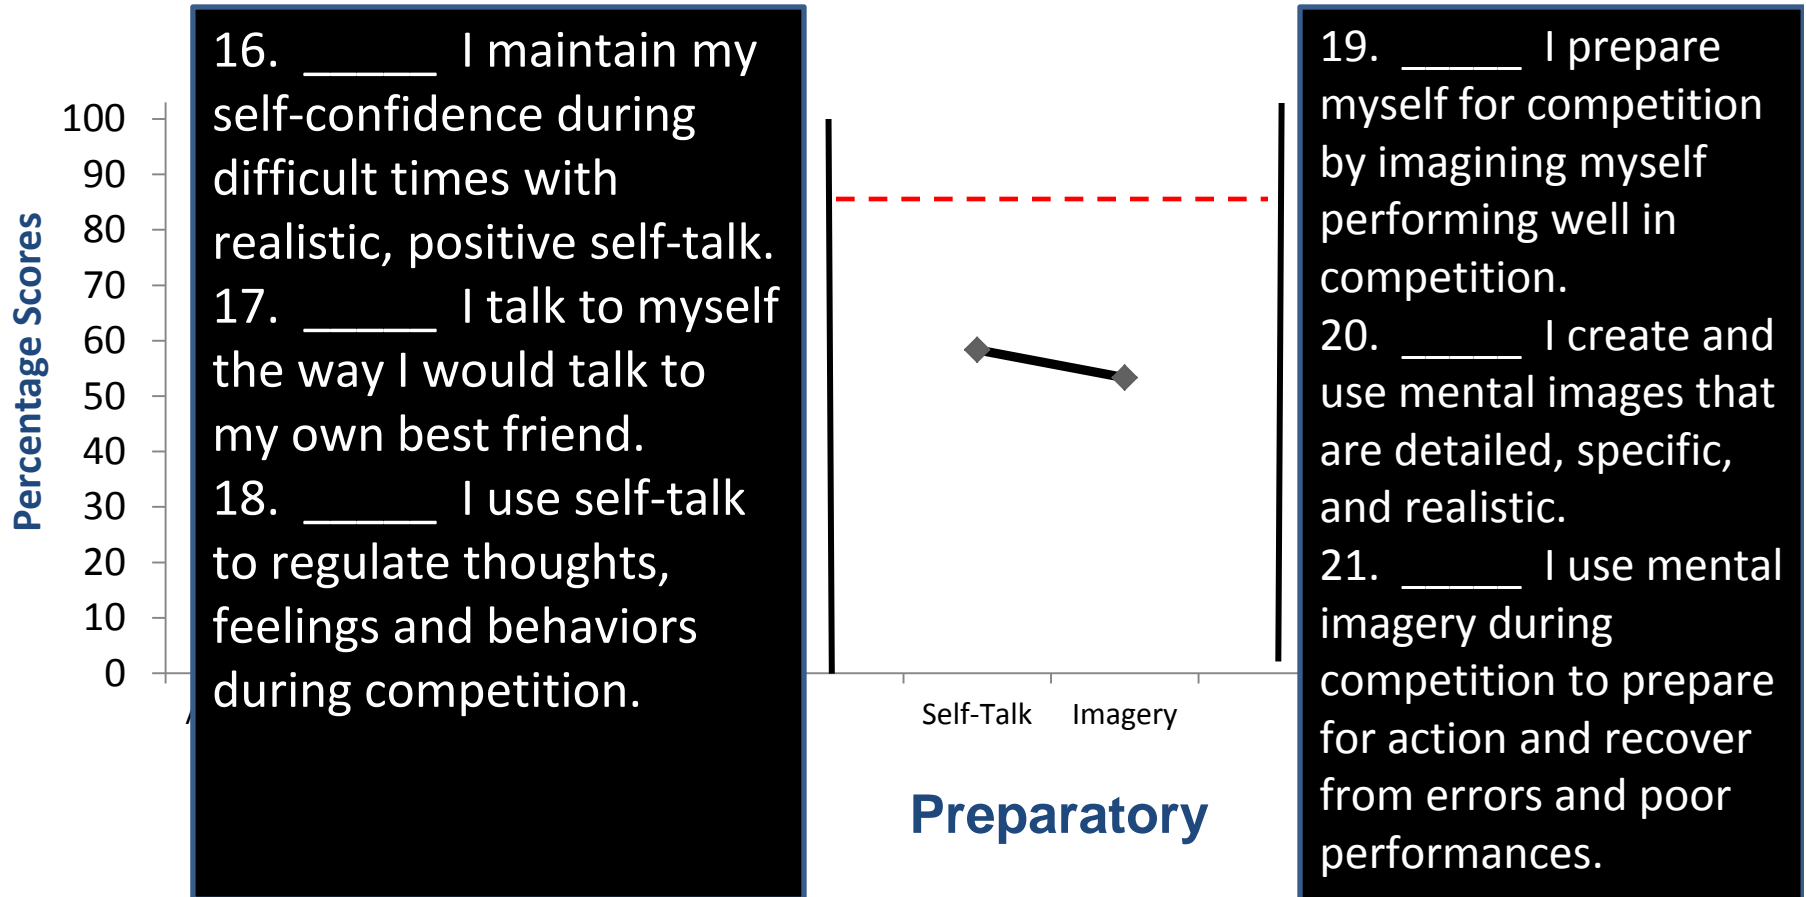 Percentage Scores
100
90
80
70
60
50
40
30
20
10
0
16. _____ I maintain my
self-confidence during
difficult times with
realistic, positive self-talk.
17. _____ I talk to myself
the way I would talk to
my own best friend.
18. _____ I use self-talk
to regulate thoughts,
feelings and behaviors
during competition.
Self-Talk Imagery
Preparatory
19. _____ I prepare
myself for competition
by imagining myself
performing well in
competition.
20. _____ I create and
use mental images that
are detailed, specific,
and realistic.
21. _____ I use mental
imagery during
competition to prepare
for action and recover
from errors and poor
performances.